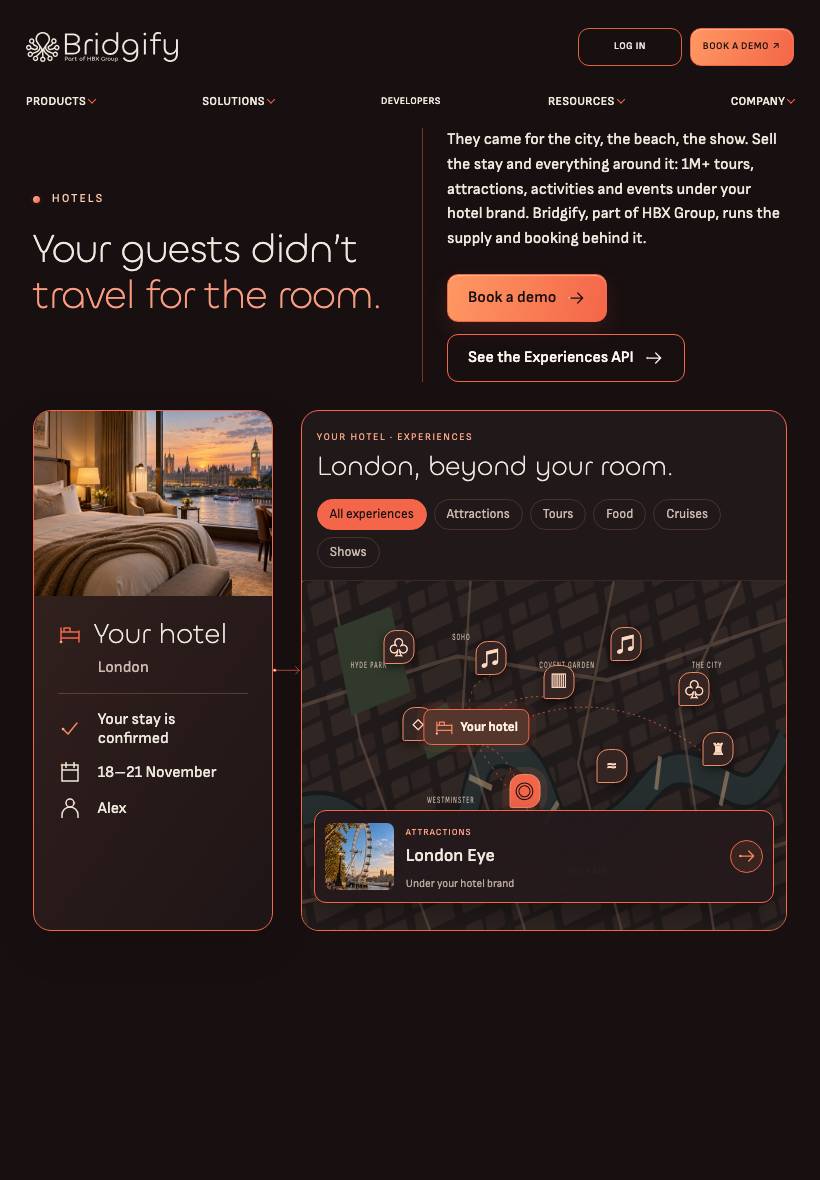 Bridgify
Part of HBX Group
LOG IN
BOOK A DEMO ↗
PRODUCTS
SOLUTIONS
DEVELOPERS
RESOURCES
COMPANY
HOTELS
Your guests didn't
travel for the room.
They came for the city, the beach, the show. Sell
the stay and everything around it: 1M+ tours,
attractions, activities and events under your
hotel brand. Bridgify, part of HBX Group, runs the
supply and booking behind it.
Book a demo →
See the Experiences API →
Your hotel
London
Your stay is
confirmed
18–21 November
Alex
YOUR HOTEL · EXPERIENCES
London, beyond your room.
All experiences
Attractions
Tours
Food
Cruises
Shows
SOHO
HYDE PARK
COVENT GARDEN
THE CITY
Your hotel
WESTMINSTER
ATTRACTIONS
London Eye
Under your hotel brand